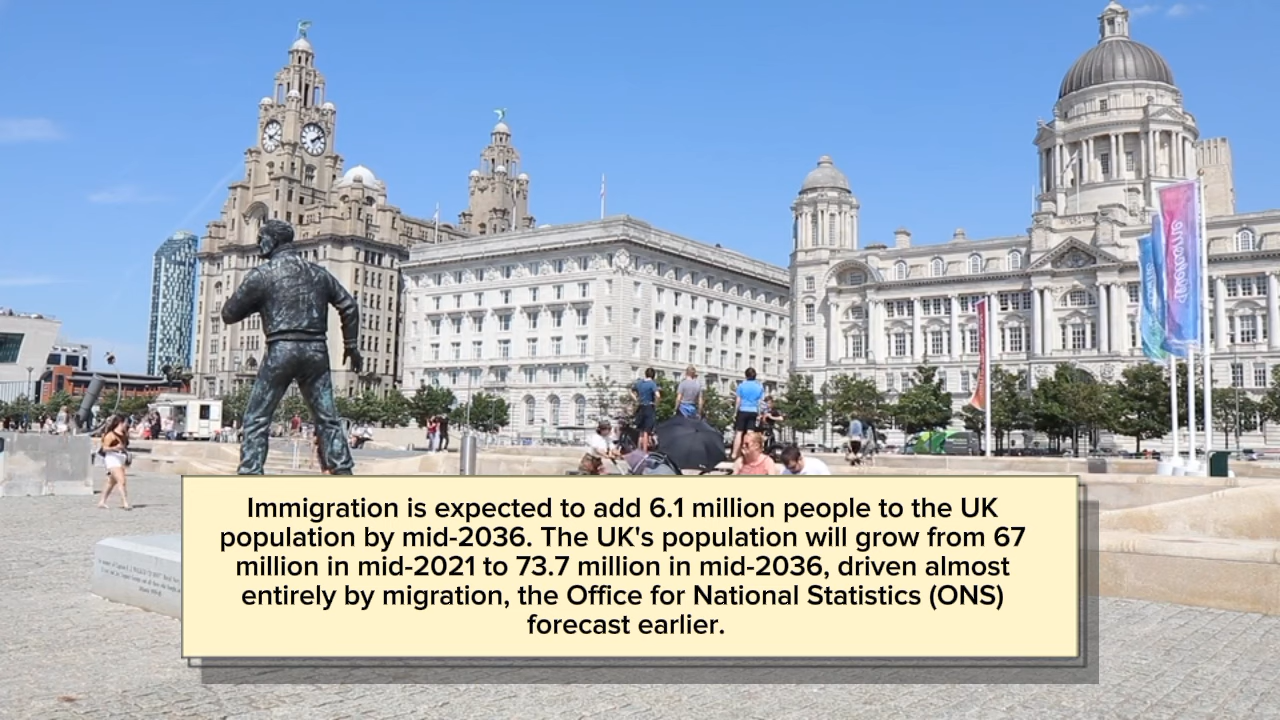 Immigration is expected to add 6.1 million people to the UK
population by mid-2036. The UK's population will grow from 67
million in mid-2021 to 73.7 million in mid-2036, driven almost
entirely by migration, the Office for National Statistics (ONS)
forecast earlier.